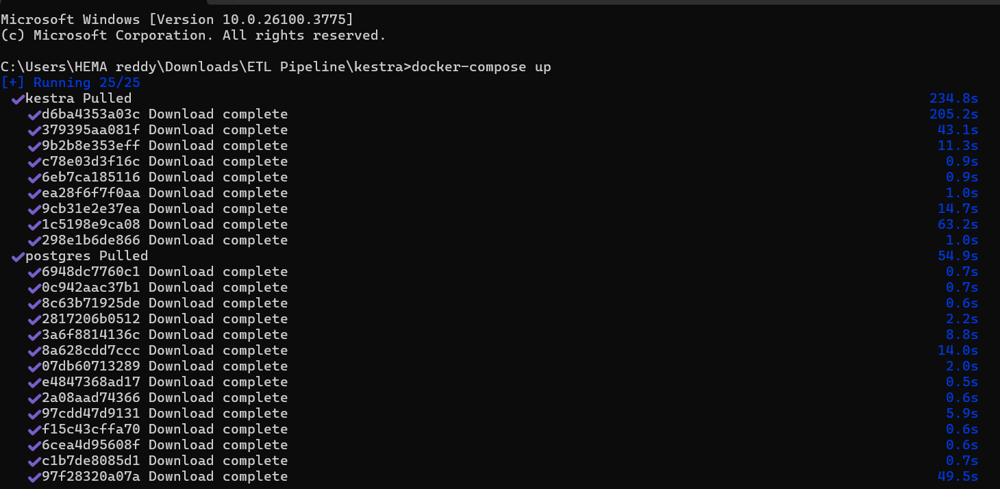 Microsoft Windows [Version 10.0.26100.3775]
(c) Microsoft Corporation. All rights reserved.
C:\Users\HEMA reddy\Downloads\ETL Pipeline\kestra>docker-compose up
[+] Running 25/25
✔kestra Pulled 234.8s
✔d6ba4353a03c Download complete 205.2s
✔379395aa081f Download complete 43.1s
✔9b2b8e353eff Download complete 11.3s
✔c78e03d3f16c Download complete 0.9s
✔6eb7ca185116 Download complete 0.9s
✔ea28f6f7f0aa Download complete 1.0s
✔9cb31e2e37ea Download complete 14.7s
✔1c5198e9ca08 Download complete 63.2s
✔298e1b6de866 Download complete 1.0s
✔postgres Pulled 54.9s
✔6948dc7760c1 Download complete 0.7s
✔0c942aac37b1 Download complete 0.7s
✔8c63b71925de Download complete 0.6s
✔2817206b0512 Download complete 2.2s
✔3a6f8814136c Download complete 8.8s
✔8a628cdd7ccc Download complete 14.0s
✔07db60713289 Download complete 2.0s
✔e4847368ad17 Download complete 0.5s
✔2a08aad74366 Download complete 0.6s
✔97cdd47d9131 Download complete 5.9s
✔f15c43cffa70 Download complete 0.6s
✔6cea4d95608f Download complete 0.6s
✔c1b7de8085d1 Download complete 0.7s
✔97f28320a07a Download complete 49.5s